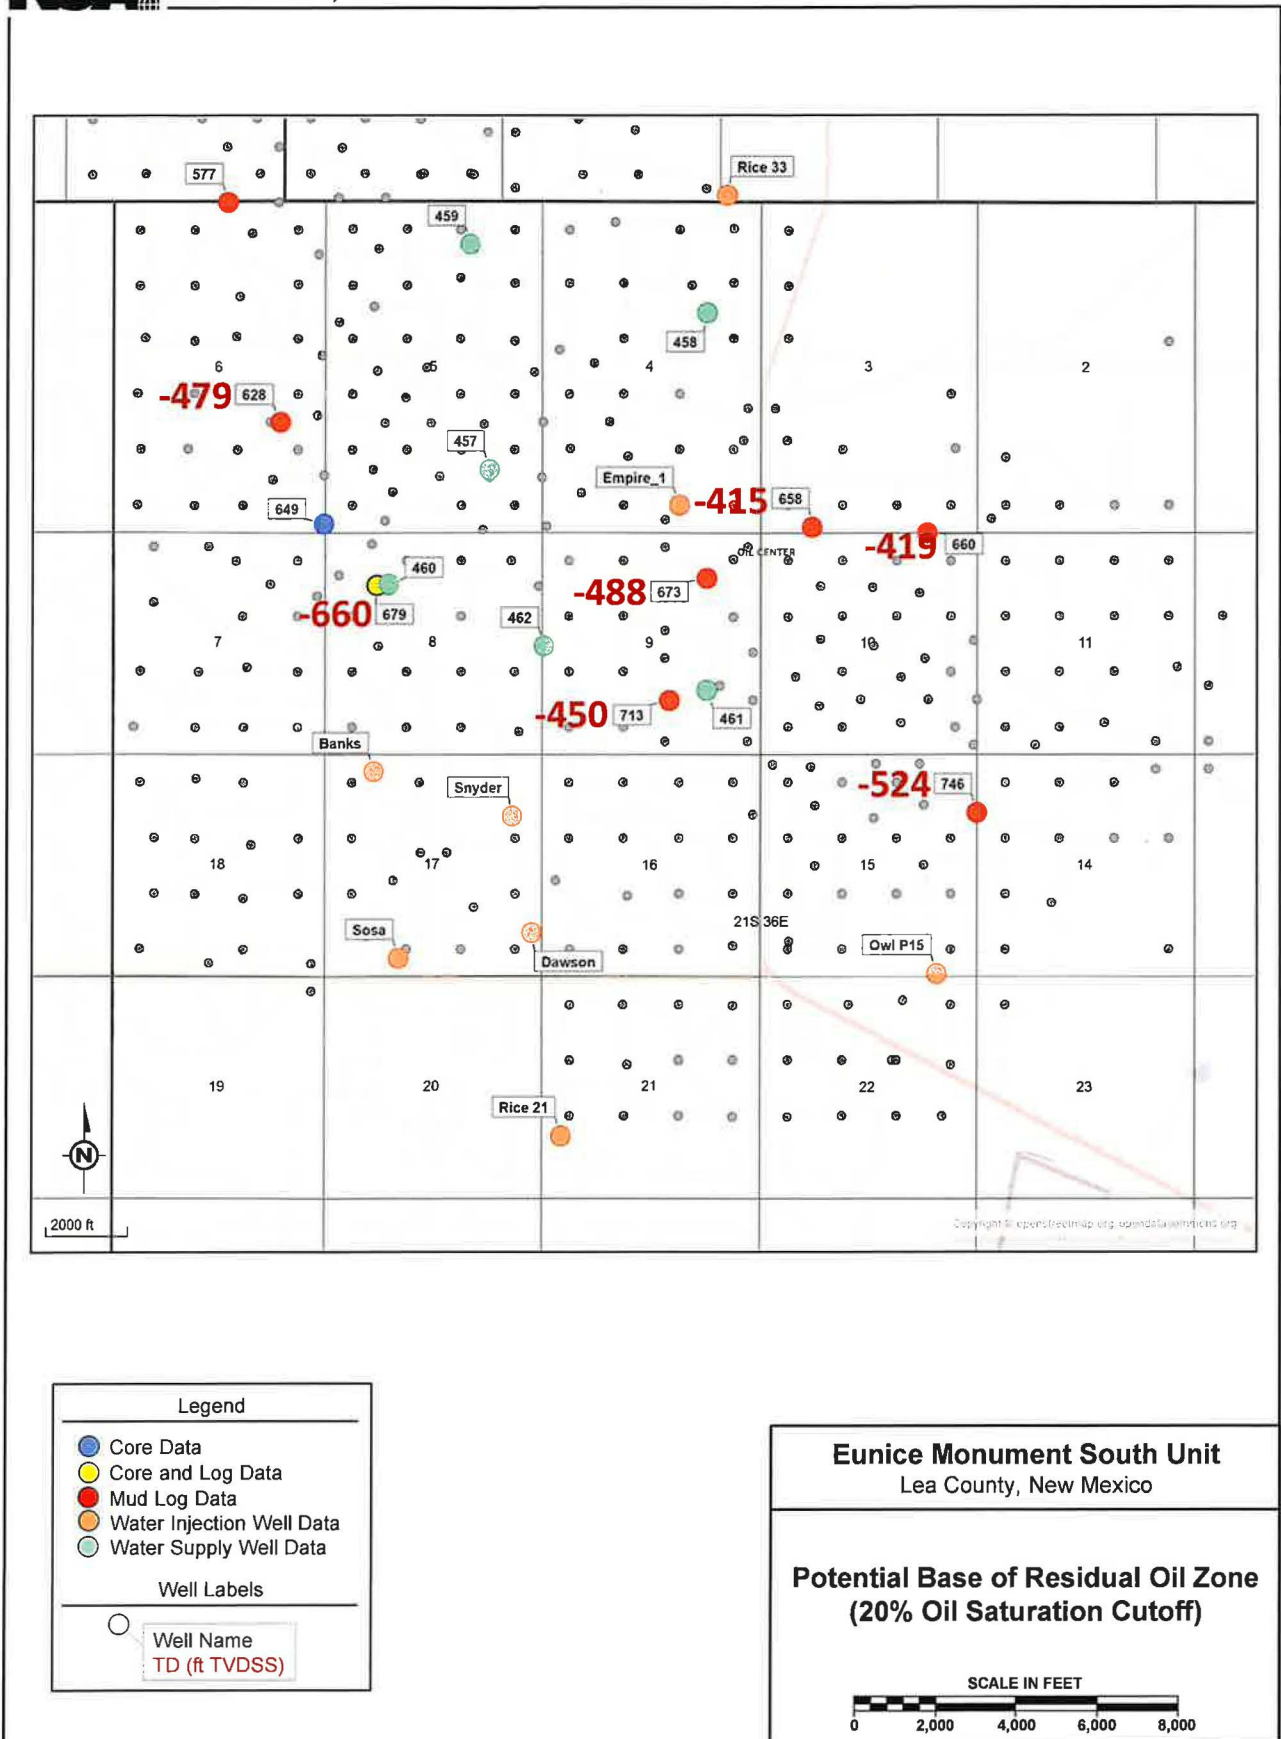 NSA
577
Rice 33
459
458
6
5
4
3
2
-479
628
457
Empire_1
-415
658
649
OIL CENTER
-419
660
460
-488
673
-660
679
462
7
8
9
10
11
-450
713
461
Banks
Snyder
-524
746
18
17
16
15
14
Sosa
21S 36E
Dawson
Owl P15
19
20
21
22
23
Rice 21
N
2000 ft
Copyright © openstreetmap.org, opendatacommons.org
Legend
Core Data
Core and Log Data
Mud Log Data
Water Injection Well Data
Water Supply Well Data
Well Labels
Well Name
TD (ft TVDSS)
Eunice Monument South Unit
Lea County, New Mexico
Potential Base of Residual Oil Zone
(20% Oil Saturation Cutoff)
SCALE IN FEET
0 2,000 4,000 6,000 8,000